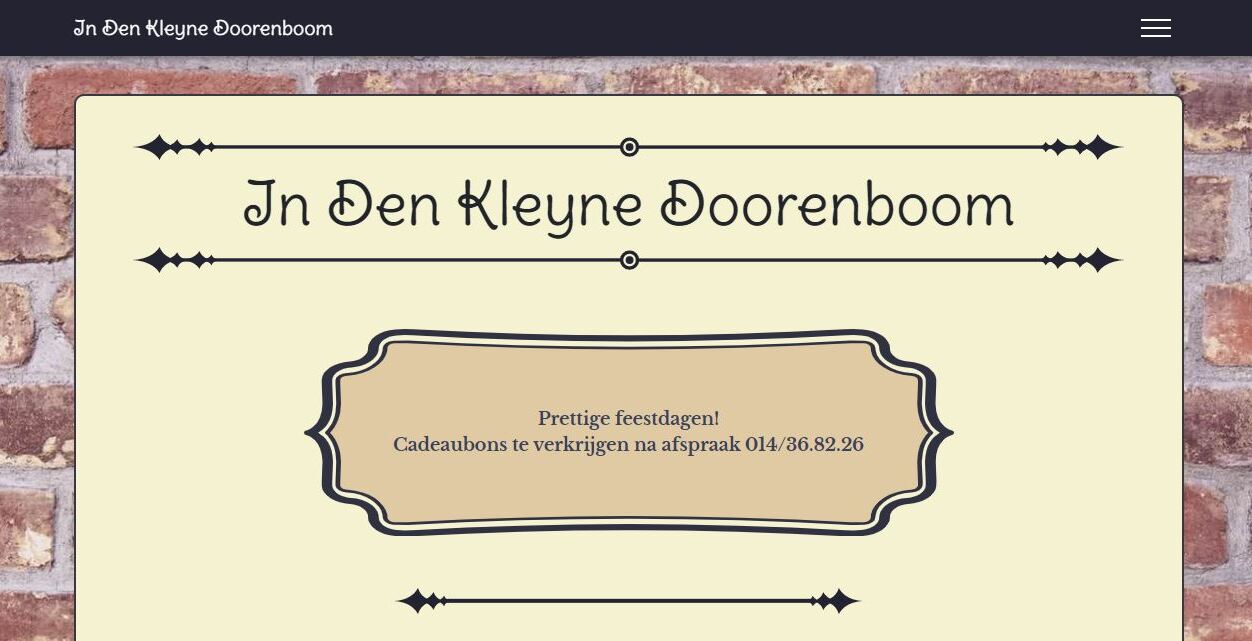 In Den Kleyne Doorenboom
In Den Kleyne Doorenboom
Prettige feestdagen!
Cadeaubons te verkrijgen na afspraak 014/36.82.26